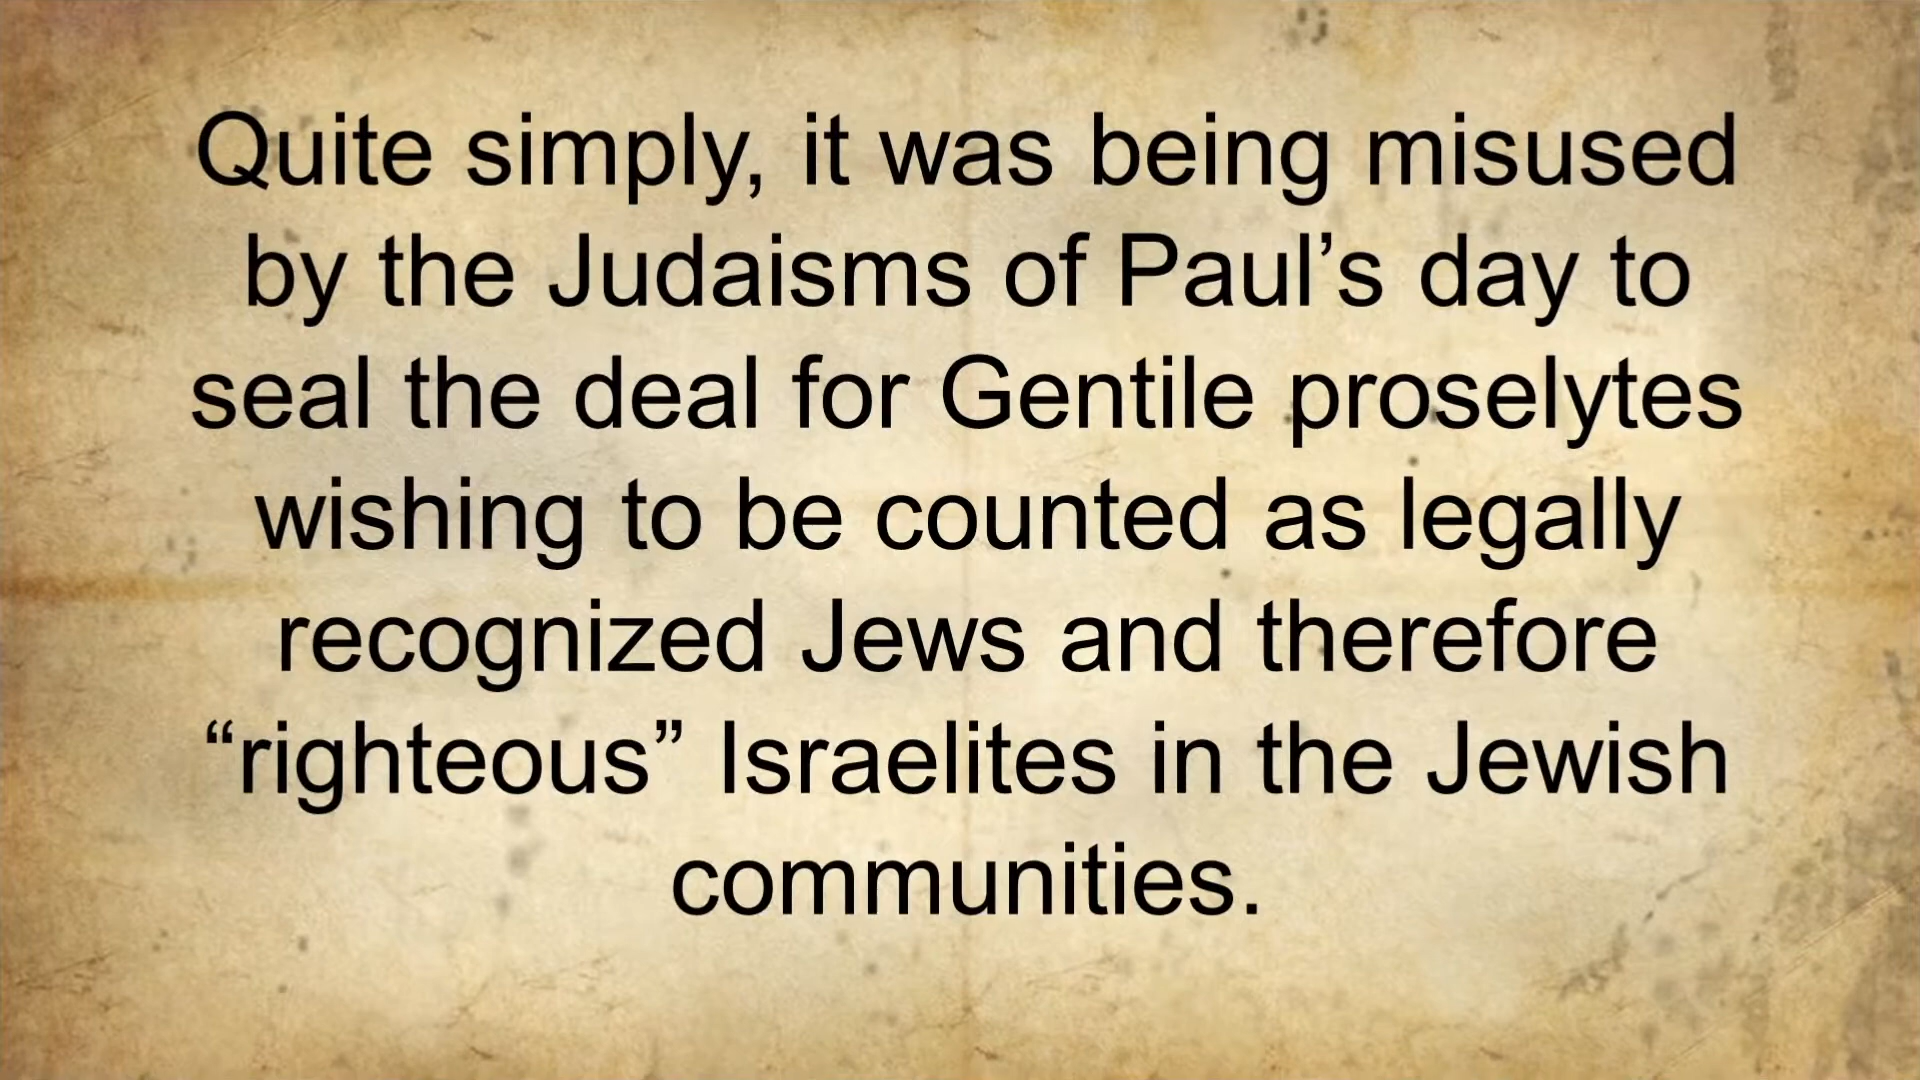 Quite simply, it was being misused
by the Judaisms of Paul’s day to
seal the deal for Gentile proselytes
wishing to be counted as legally
recognized Jews and therefore
“righteous” Israelites in the Jewish
communities.